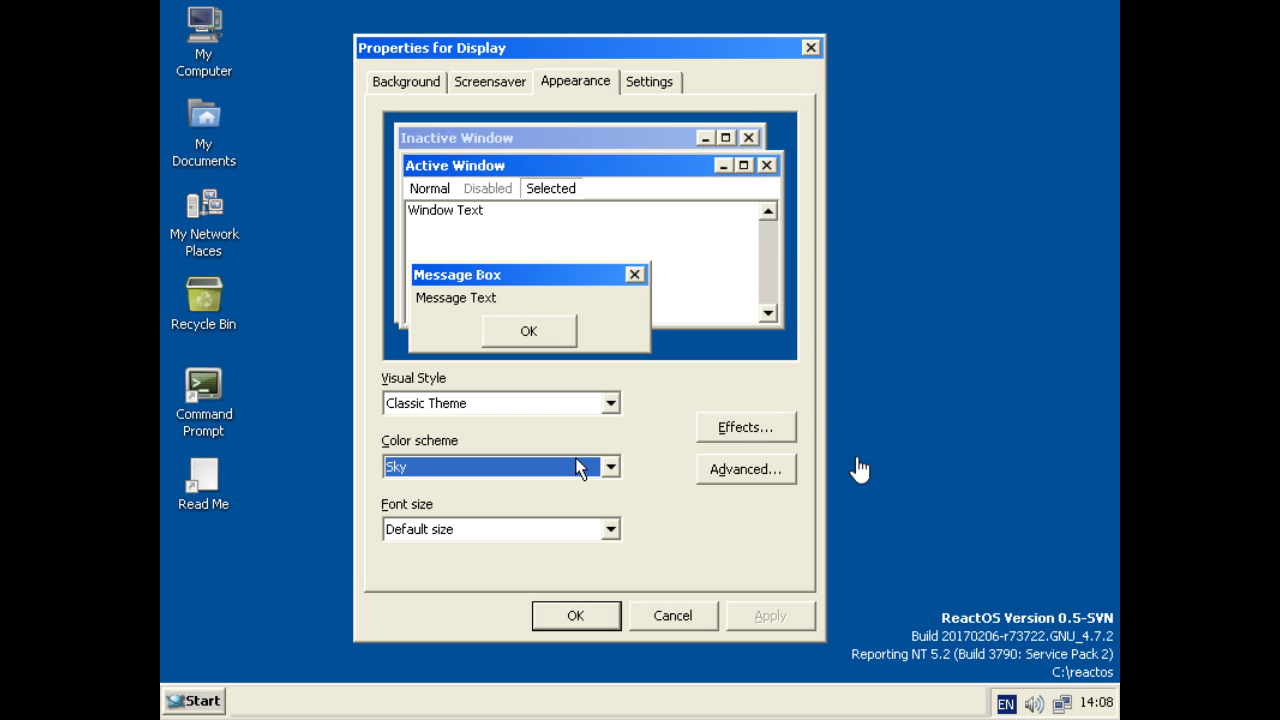 My
Computer
My
Documents
My Network
Places
Recycle Bin
Command
Prompt
Read Me
Properties for Display
Background
Screensaver
Appearance
Settings
Inactive Window
Active Window
Normal
Disabled
Selected
Window Text
Message Box
Message Text
OK
Visual Style
Classic Theme
Effects...
Color scheme
Sky
Advanced...
Font size
Default size
OK
Cancel
Apply
ReactOS Version 0.5-SVN
Build 20170206-r73722.GNU_4.7.2
Reporting NT 5.2 (Build 3790: Service Pack 2)
C:\reactos
Start
EN
14:08